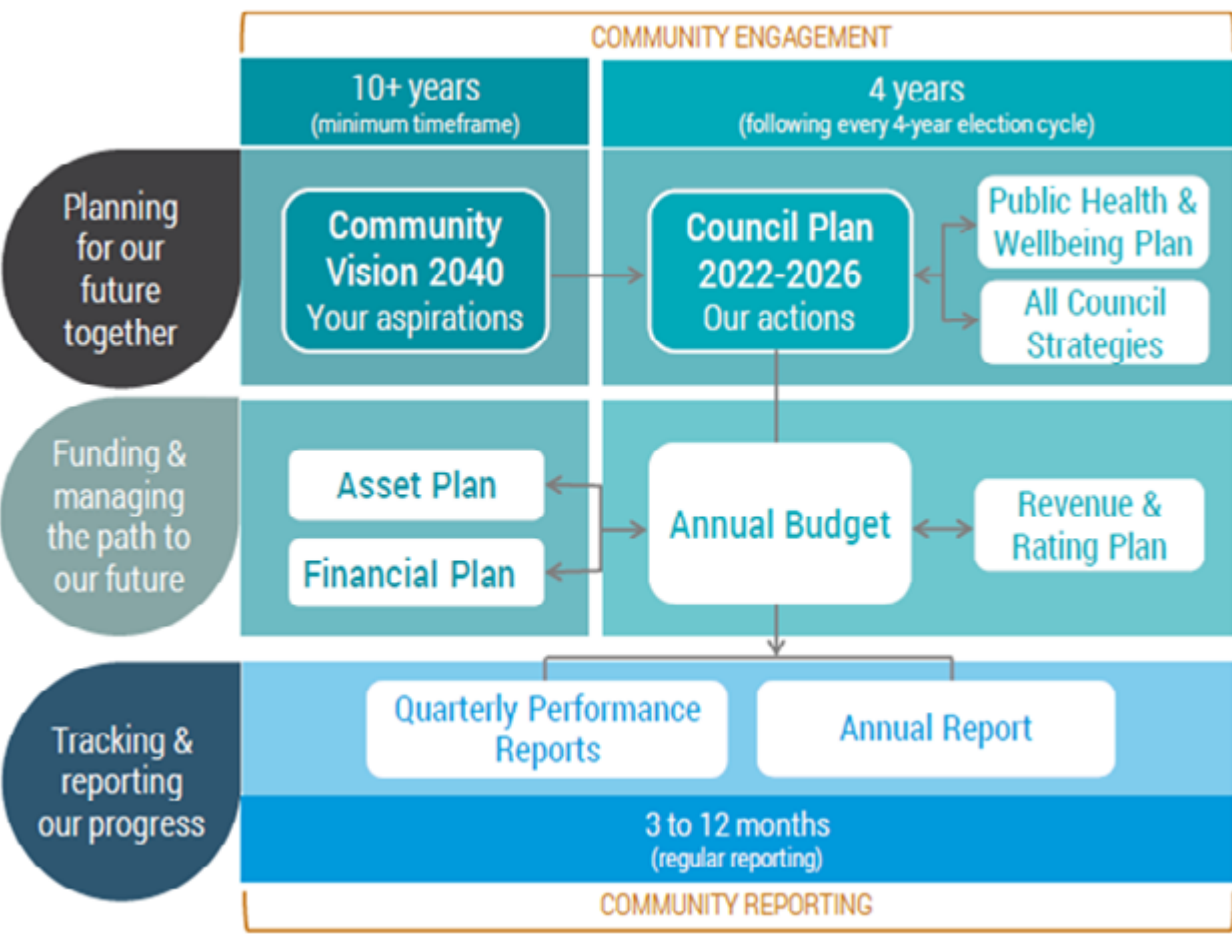 COMMUNITY ENGAGEMENT
10+ years
(minimum timeframe)
4 years
(following every 4-year election cycle)
Planning
for our
future
together
Community
Vision 2040
Your aspirations
Council Plan
2022-2026
Our actions
Public Health &
Wellbeing Plan
All Council
Strategies
Funding &
managing
the path to
our future
Asset Plan
Financial Plan
Annual Budget
Revenue &
Rating Plan
Tracking &
reporting
our progress
Quarterly Performance
Reports
Annual Report
3 to 12 months
(regular reporting)
COMMUNITY REPORTING